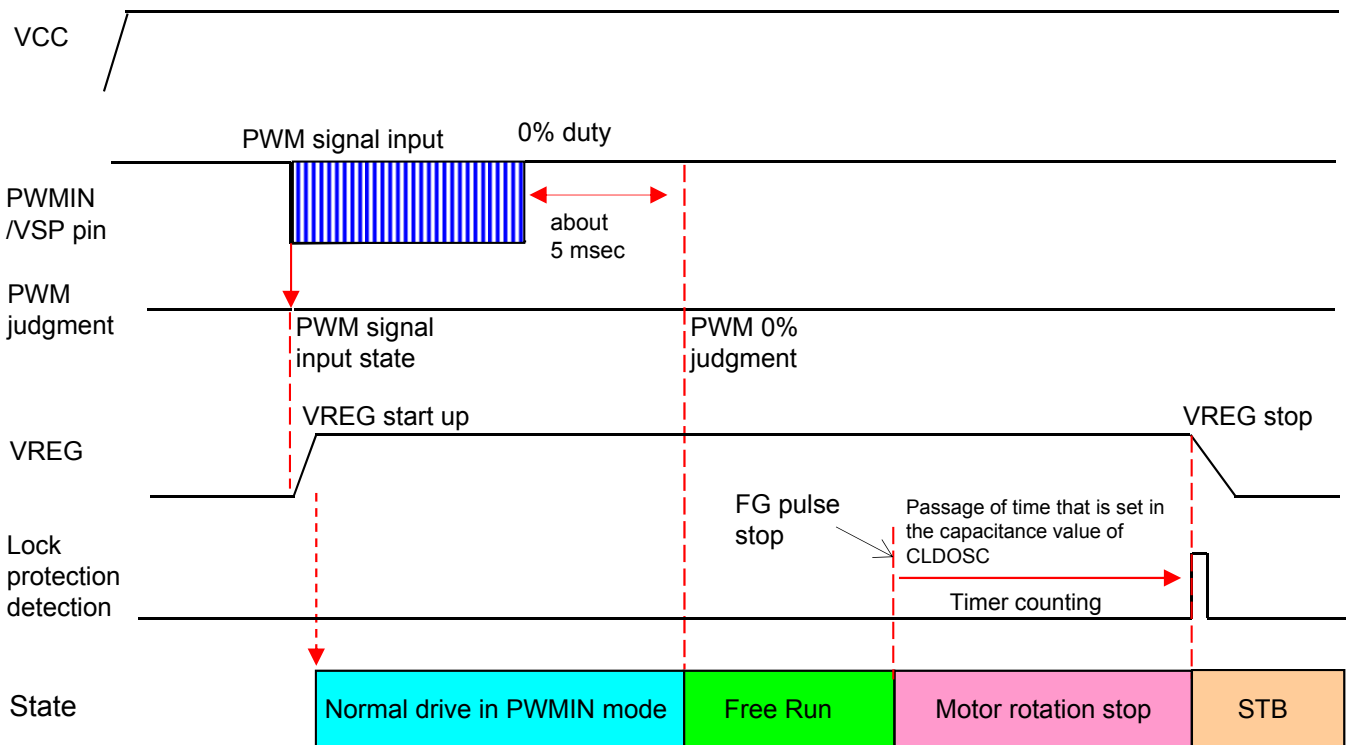 VCC
PWM signal input
0% duty
PWMIN
/VSP pin
about
5 msec
PWM
judgment
PWM signal
input state
PWM 0%
judgment
VREG start up
VREG stop
VREG
FG pulse
stop
Passage of time that is set in
the capacitance value of
CLDOSC
Lock
protection
detection
Timer counting
State
Normal drive in PWMIN mode
Free Run
Motor rotation stop
STB